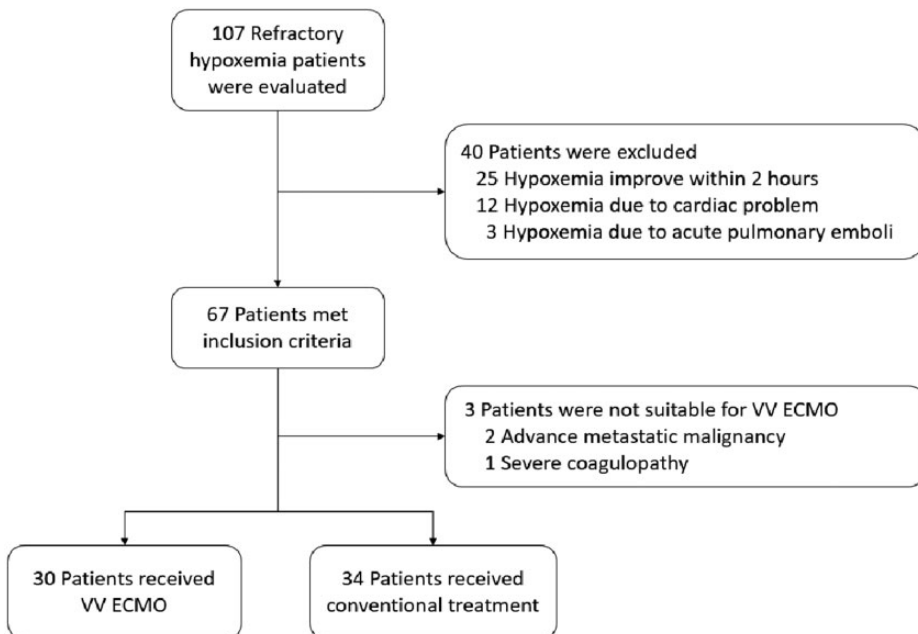 107 Refractory
hypoxemia patients
were evaluated
40 Patients were excluded
25 Hypoxemia improve within 2 hours
12 Hypoxemia due to cardiac problem
3 Hypoxemia due to acute pulmonary emboli
67 Patients met
inclusion criteria
3 Patients were not suitable for VV ECMO
2 Advance metastatic malignancy
1 Severe coagulopathy
30 Patients received
VV ECMO
34 Patients received
conventional treatment